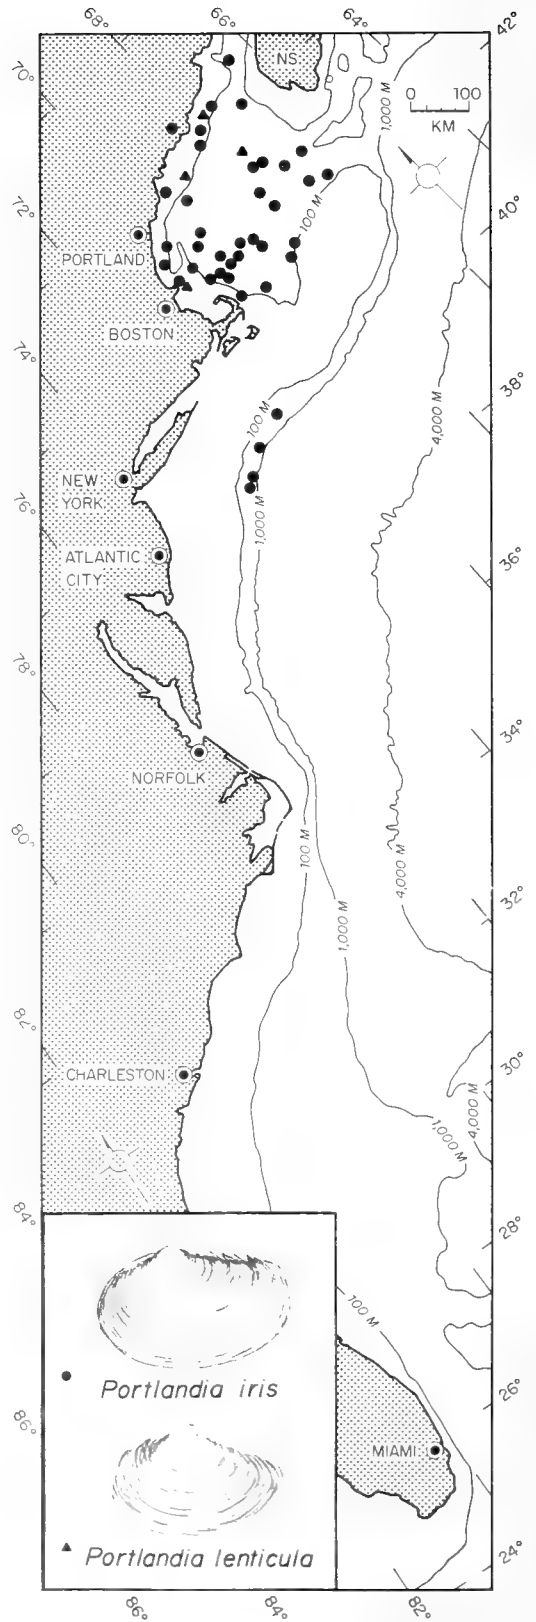 68°
66°
64°
42°
70°
NS.
0 100
KM
1,000 M
40°
72°
100 M
PORTLAND
BOSTON
74°
38°
4,000 M
100 M
NEW
YORK
76°
1,000 M
36°
ATLANTIC
CITY
78°
34°
NORFOLK
80°
100 M
4,000 M
32°
1,000 M
82°
30°
CHARLESTON
4,000 M
1,000 M
84°
28°
100 M
Portlandia iris
26°
86°
MIAMI
Portlandia lenticula
24°
86°
84°
82°